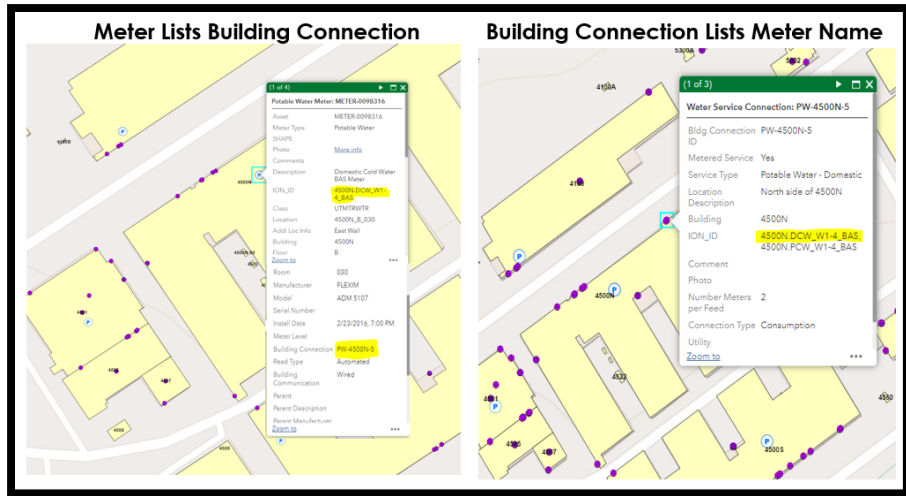 Meter Lists Building Connection
(1 of 4)
Potable Water Meter: METER-0098316
Asset METER-0098316
Meter Type Potable Water
SHAPE
Photo More info
Comments
Description Domestic Cold Water
BAS Meter
ION_ID 4500N.DCW_W1-
4_BAS
Class UTMTRWTR
Location 4500N_B_030
Addl Loc Info East Wall
Building 4500N
Floor B
Zoom to
Room 030
Manufacturer FLEXIM
Model ADM 5107
Serial Number
Install Date 2/23/2016, 7:00 PM
Meter Level
Building Connection PW-4500N-5
Read Type Automated
Building Wired
Communication
Parent
Parent Description
Parent Manufacturer
Zoom to
4500N
P
P
P
P
4550
4508
Building Connection Lists Meter Name
(1 of 3)
Water Service Connection: PW-4500N-5
Bldg Connection PW-4500N-5
ID
Metered Service Yes
Service Type Potable Water - Domestic
Location North side of 4500N
Description
Building 4500N
ION_ID 4500N.DCW_W1-4_BAS,
4500N.PCW_W1-4_BAS
Comment
Photo
Number Meters 2
per Feed
Connection Type Consumption
Utility
Zoom to
4100A
P
4500N
P
4522
4550
P
P
4500S